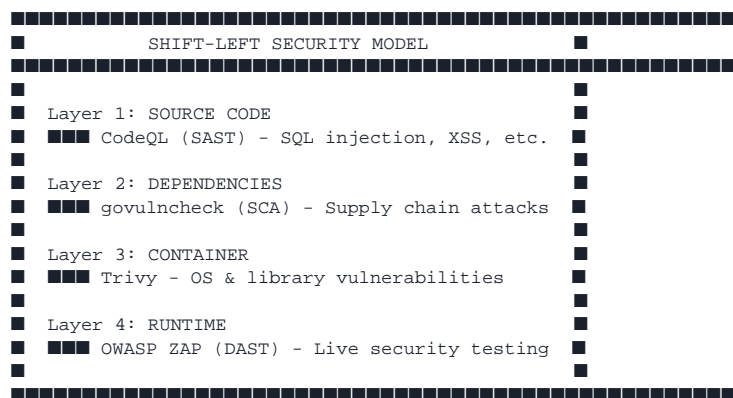 SHIFT-LEFT SECURITY MODEL
Layer 1: SOURCE CODE
■■■ CodeQL (SAST) - SQL injection, XSS, etc.
Layer 2: DEPENDENCIES
■■■ govulncheck (SCA) - Supply chain attacks
Layer 3: CONTAINER
■■■ Trivy - OS & library vulnerabilities
Layer 4: RUNTIME
■■■ OWASP ZAP (DAST) - Live security testing